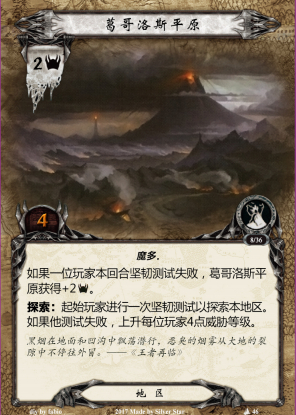 葛哥洛斯平原
2
4
8/36
魔多.
如果一位玩家本回合坚韧测试失败，葛哥洛斯平
原获得+2。
探索：起始玩家进行一次坚韧测试以探索本地区。
如果他测试失败，上升每位玩家4点威胁等级。
黑烟在地面和四沟中飘荡潜行，恶臭的烟雾从大地的裂
隙中不停往外冒。——《王者再临》
地 区
diy by fabio
2017 Made by Silver Star
46